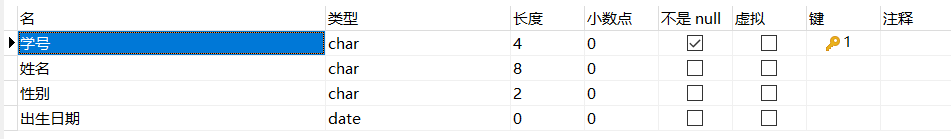 名 类型 长度 小数点 不是 null 虚拟 键 注释
学号 char 4 0 1
姓名 char 8 0
性别 char 2 0
出生日期 date 0 0